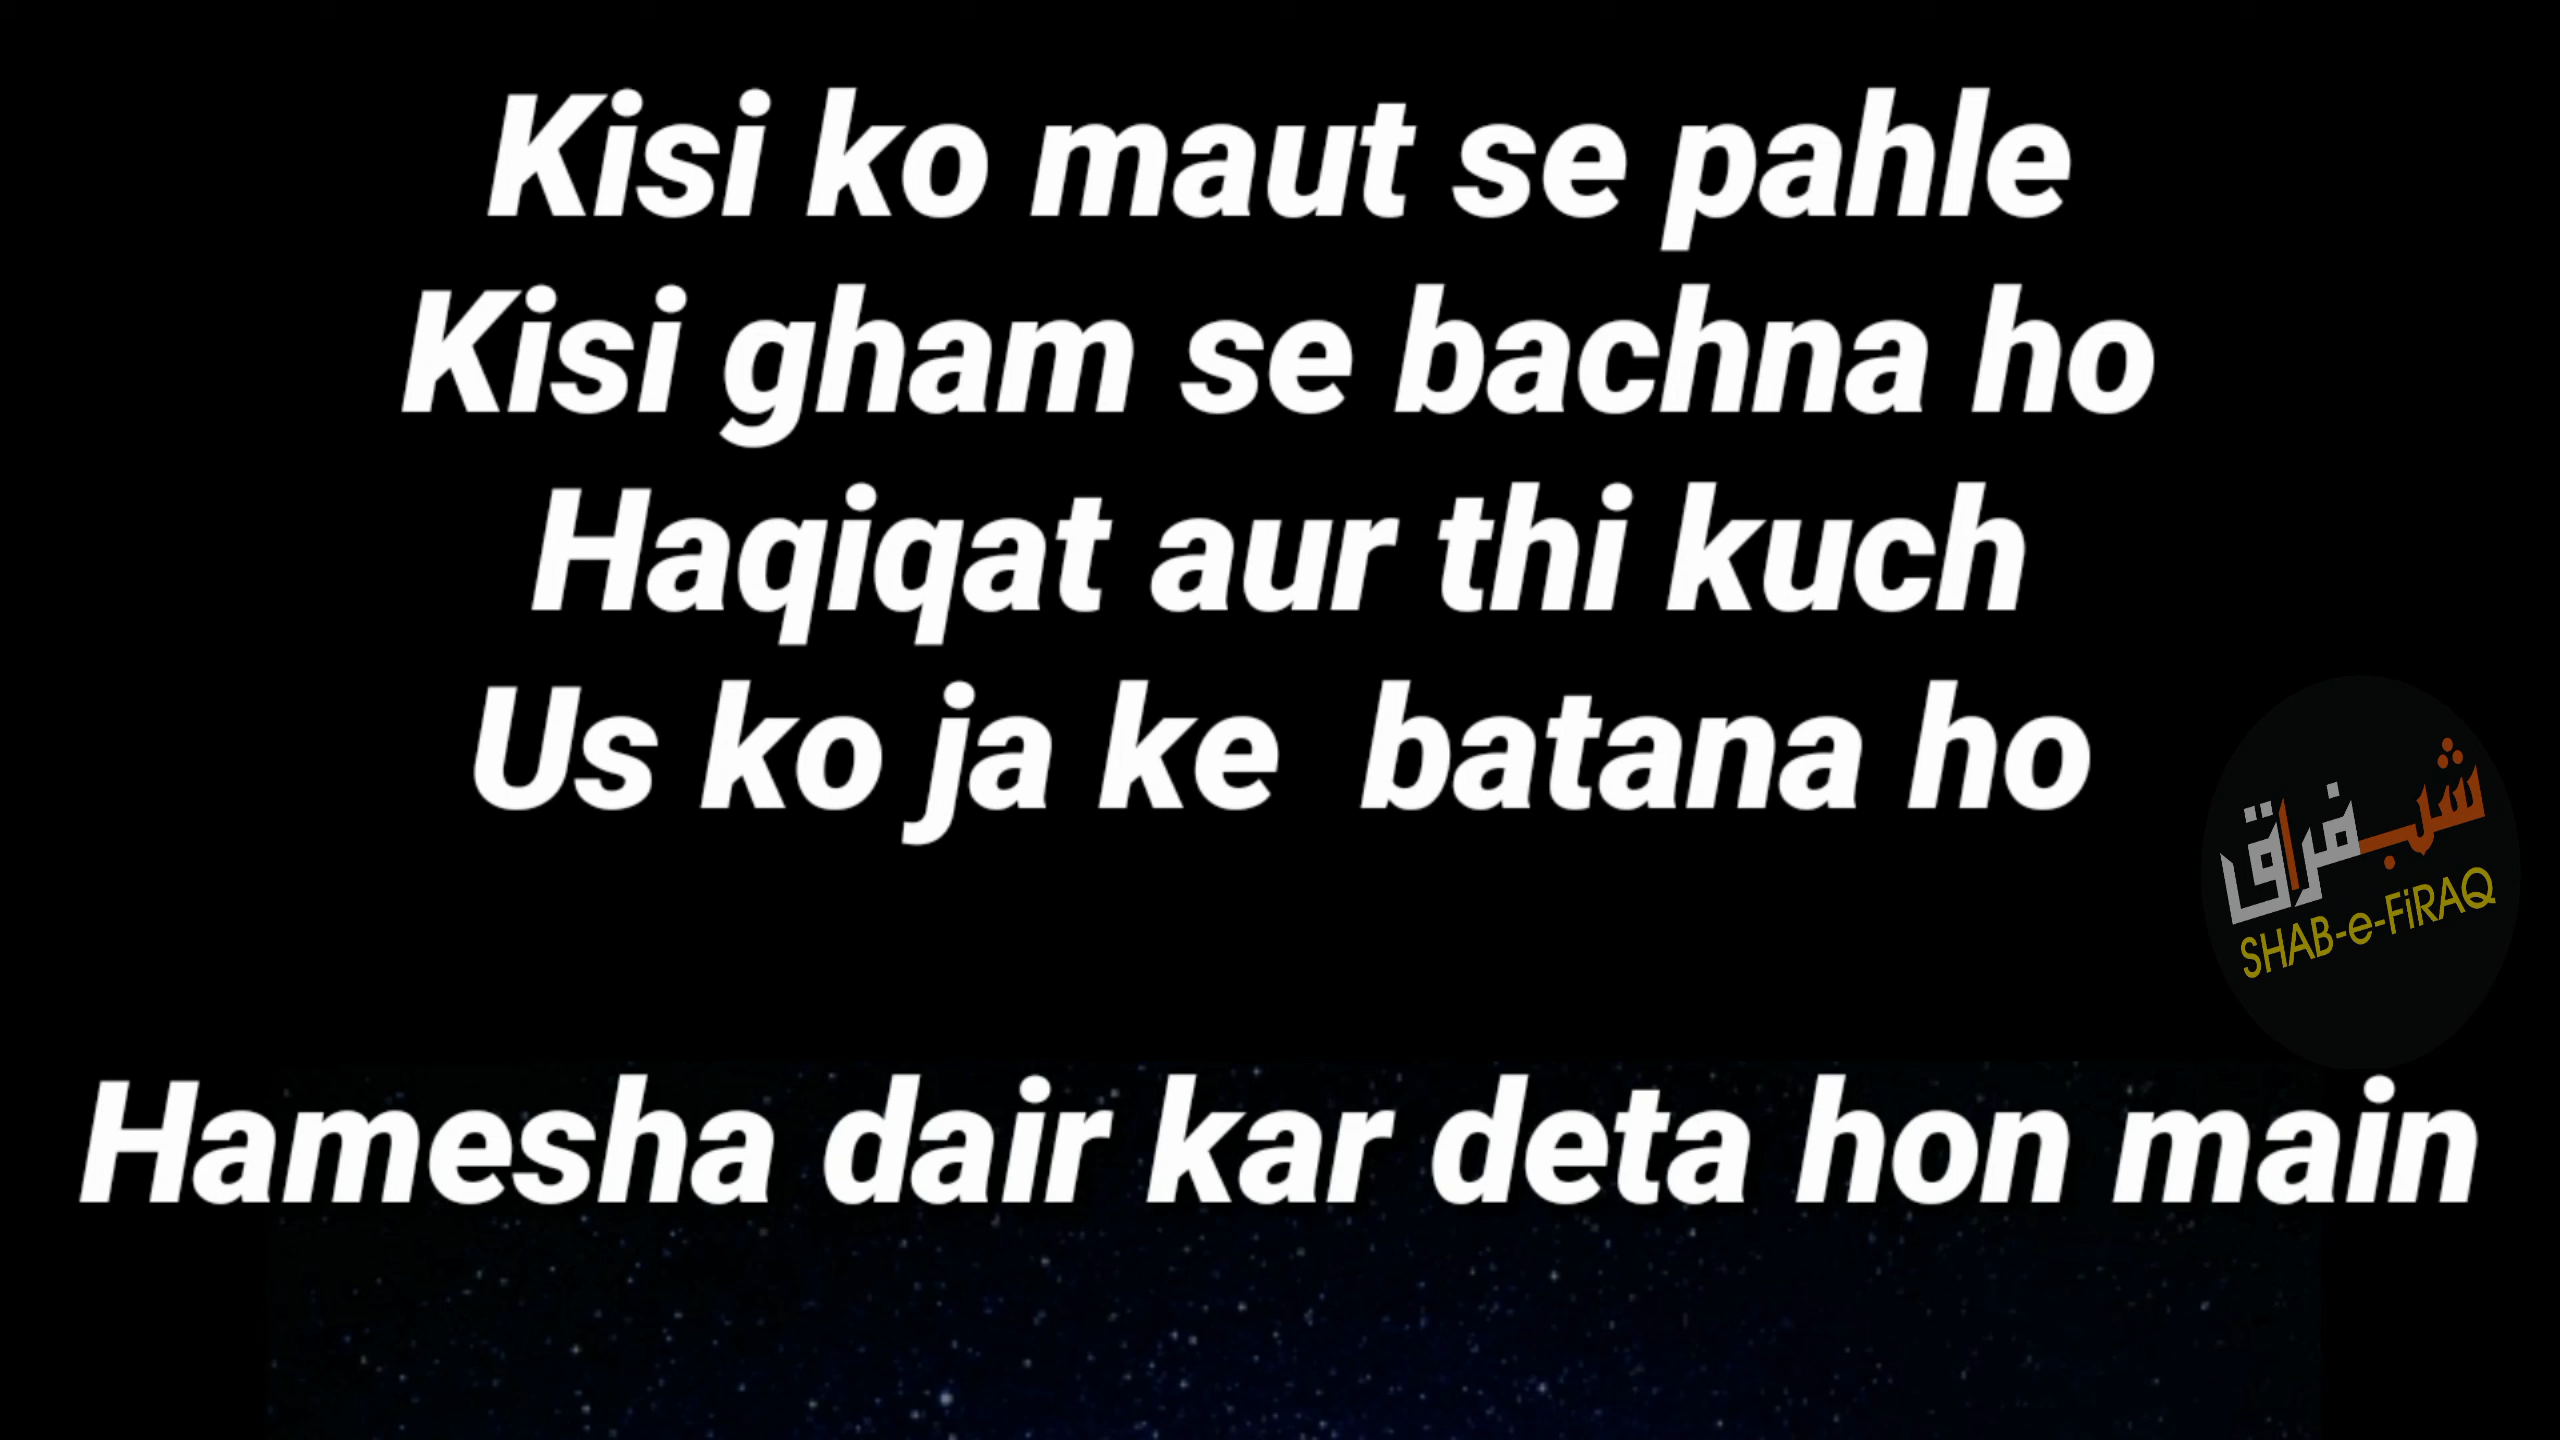 Kisi ko maut se pahle
Kisi gham se bachna ho
Haqiqat aur thi kuch
Us ko ja ke batana ho
شب فراق
SHAB-e-FiRAQ
Hamesha dair kar deta hon main